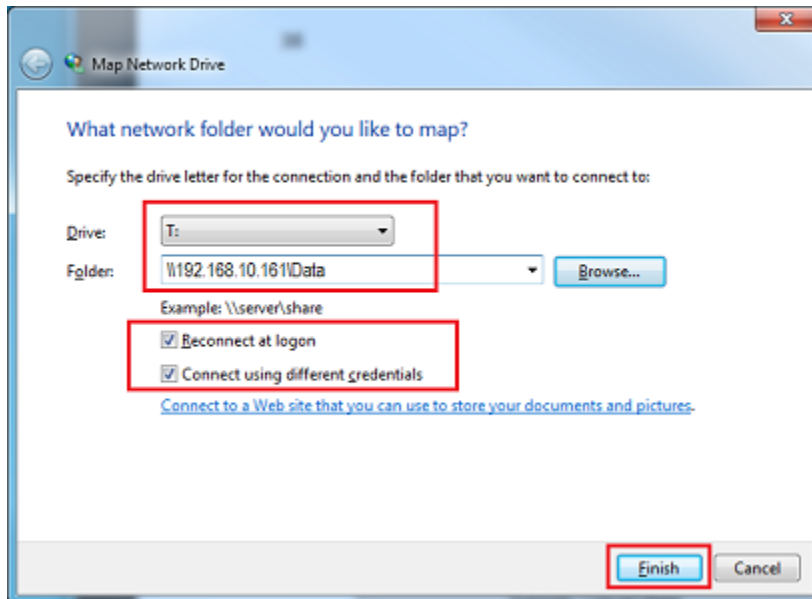 Map Network Drive
What network folder would you like to map?
Specify the drive letter for the connection and the folder that you want to connect to:
Drive: T:
Folder: \\192.168.10.161\Data Browse...
Example: \\server\share
Reconnect at logon
Connect using different credentials
Connect to a Web site that you can use to store your documents and pictures.
Finish Cancel